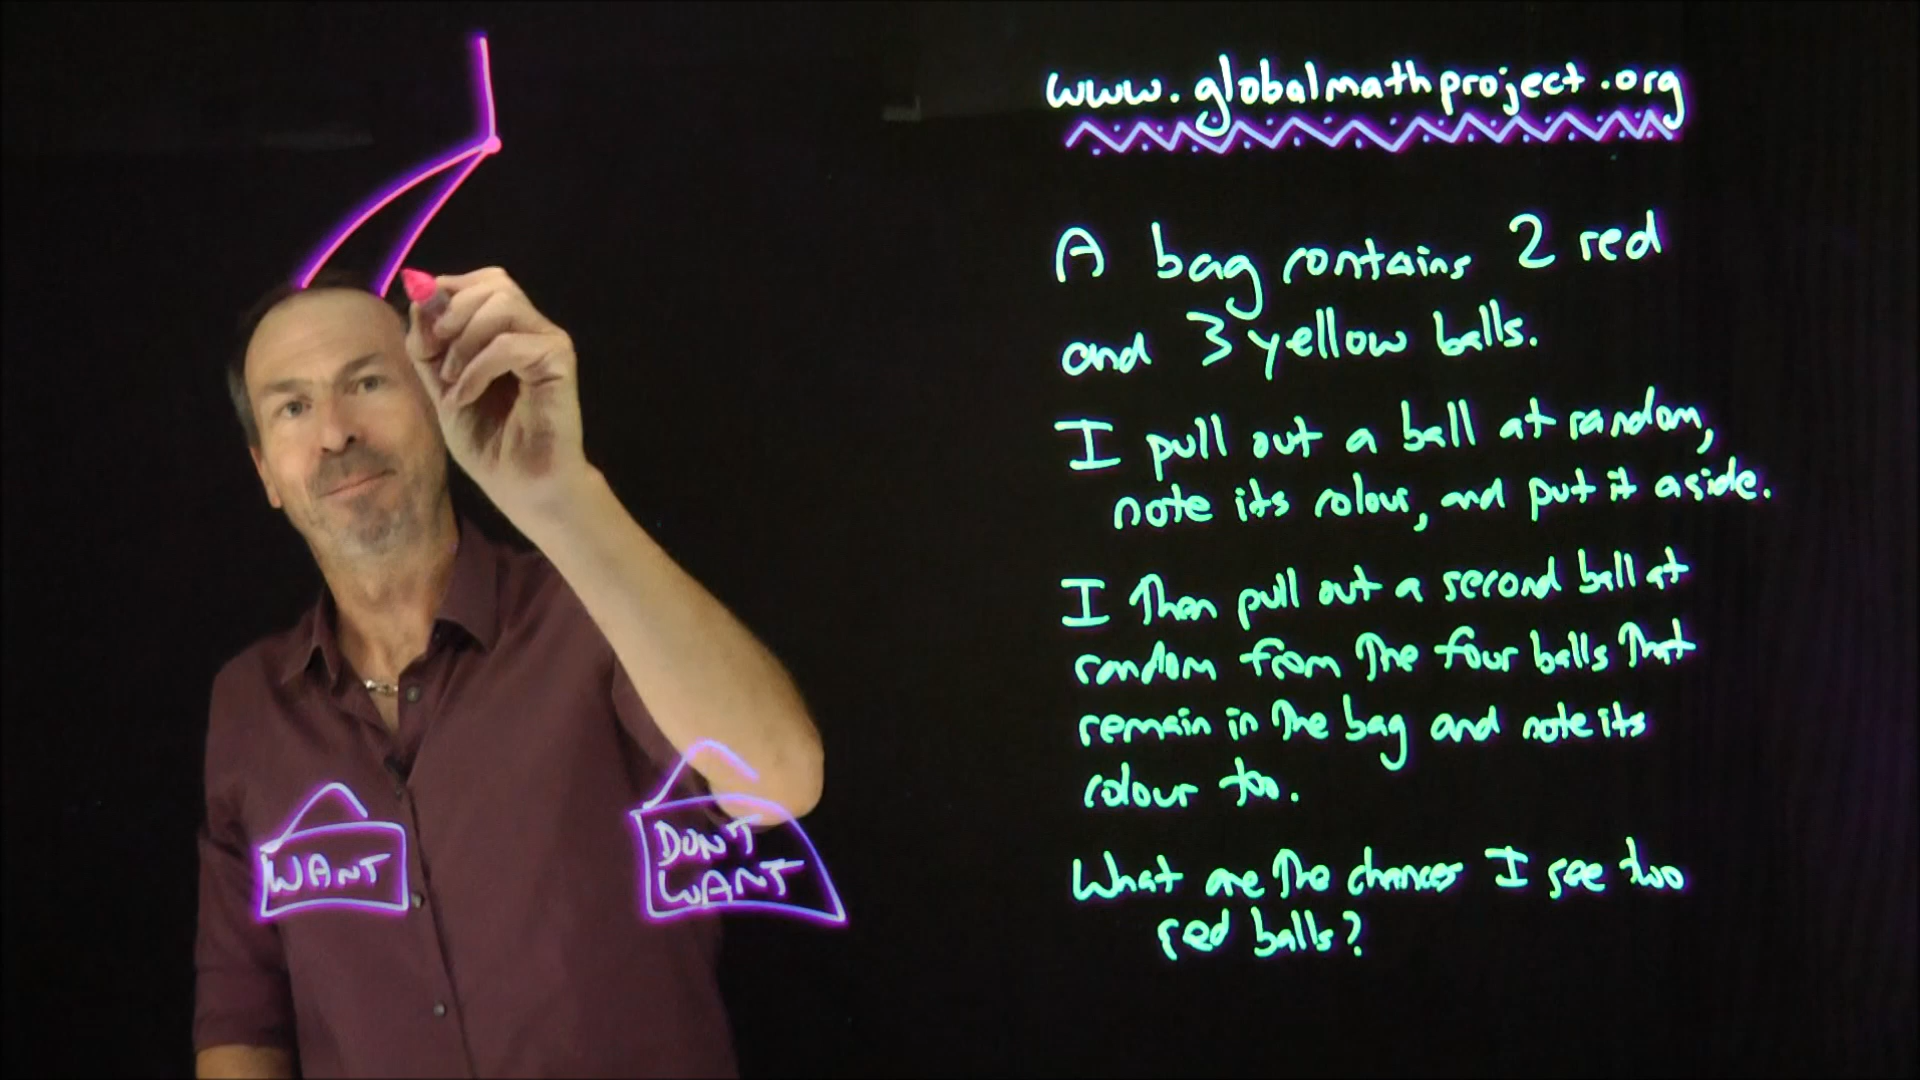 www.globalmathproject.org
A bag contains 2 red
and 3 yellow balls.
I pull out a ball at random,
note its colour, and put it aside.
I then pull out a second ball at
random from the four balls that
remain in the bag and note its
colour too.
What are the chances I see two
red balls?
WANT
DON'T
WANT